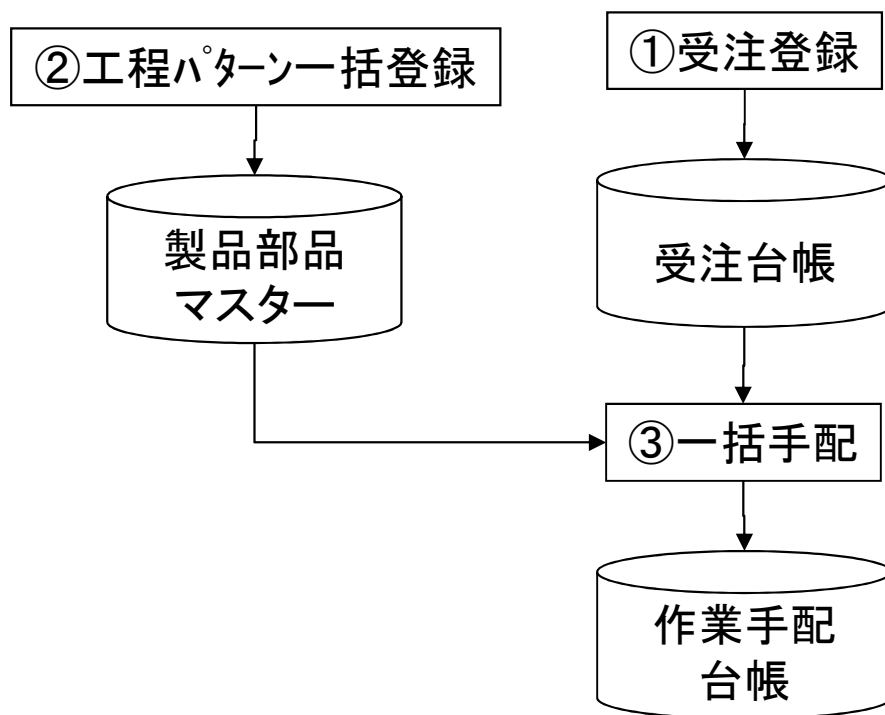 ②工程ﾊﾟﾀｰﾝ一括登録
①受注登録
製品部品
マスター
受注台帳
③一括手配
作業手配
台帳